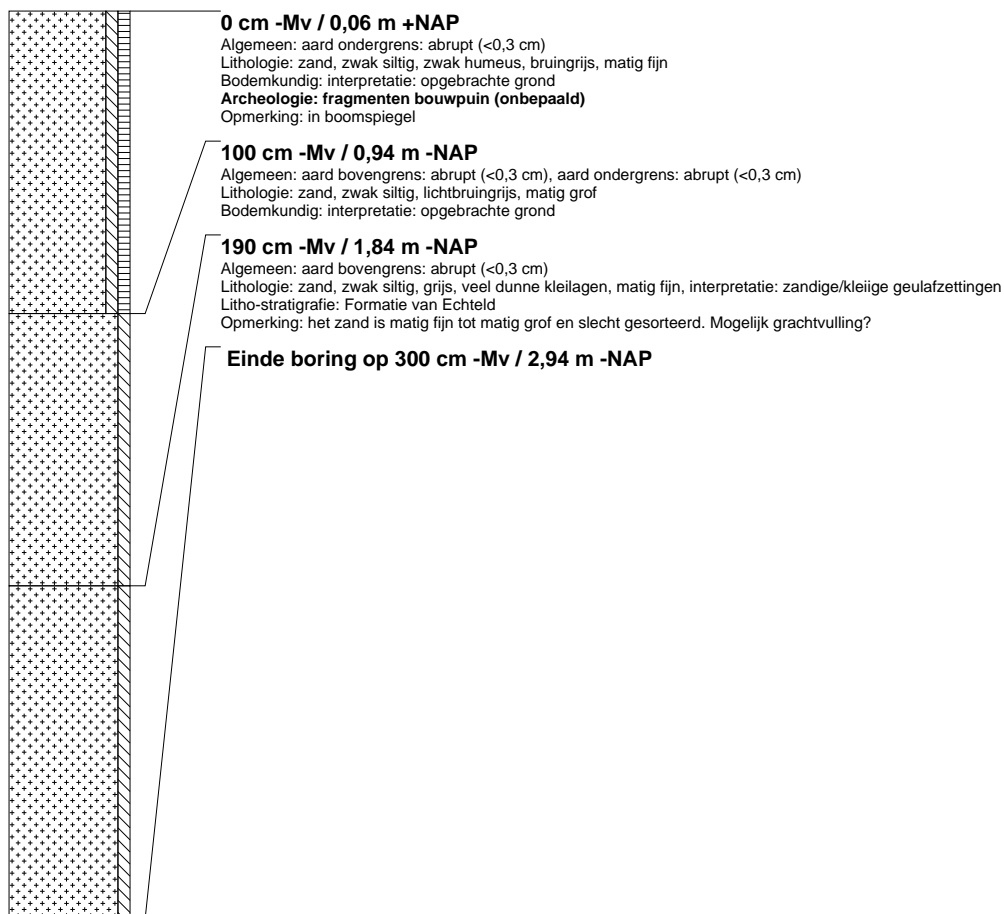 0 cm -Mv / 0,06 m +NAP
Algemeen: aard ondergrens: abrupt (<0,3 cm)
Lithologie: zand, zwak siltig, zwak humeus, bruingrijs, matig fijn
Bodemkundig: interpretatie: opgebrachte grond
Archeologie: fragmenten bouwpuin (onbepaald)
Opmerking: in boomspiegel
100 cm -Mv / 0,94 m -NAP
Algemeen: aard bovengrens: abrupt (<0,3 cm), aard ondergrens: abrupt (<0,3 cm)
Lithologie: zand, zwak siltig, lichtbruingrijs, matig grof
Bodemkundig: interpretatie: opgebrachte grond
190 cm -Mv / 1,84 m -NAP
Algemeen: aard bovengrens: abrupt (<0,3 cm)
Lithologie: zand, zwak siltig, grijs, veel dunne kleilagen, matig fijn, interpretatie: zandige/kleiige geulafzettingen
Litho-stratigrafie: Formatie van Echteld
Opmerking: het zand is matig fijn tot matig grof en slecht gesorteerd. Mogelijk grachtvulling?
Einde boring op 300 cm -Mv / 2,94 m -NAP